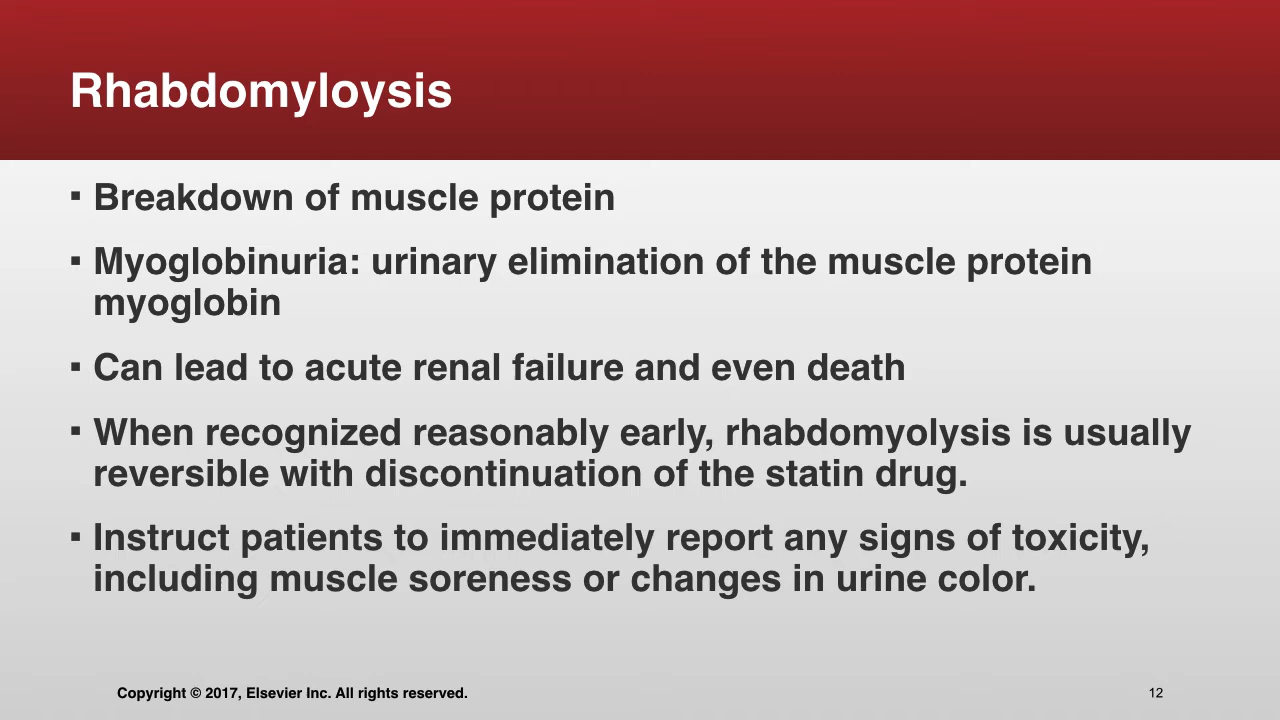 Rhabdomyloysis
▪ Breakdown of muscle protein
▪ Myoglobinuria: urinary elimination of the muscle protein
myoglobin
▪ Can lead to acute renal failure and even death
▪ When recognized reasonably early, rhabdomyolysis is usually
reversible with discontinuation of the statin drug.
▪ Instruct patients to immediately report any signs of toxicity,
including muscle soreness or changes in urine color.
Copyright © 2017, Elsevier Inc. All rights reserved.
12